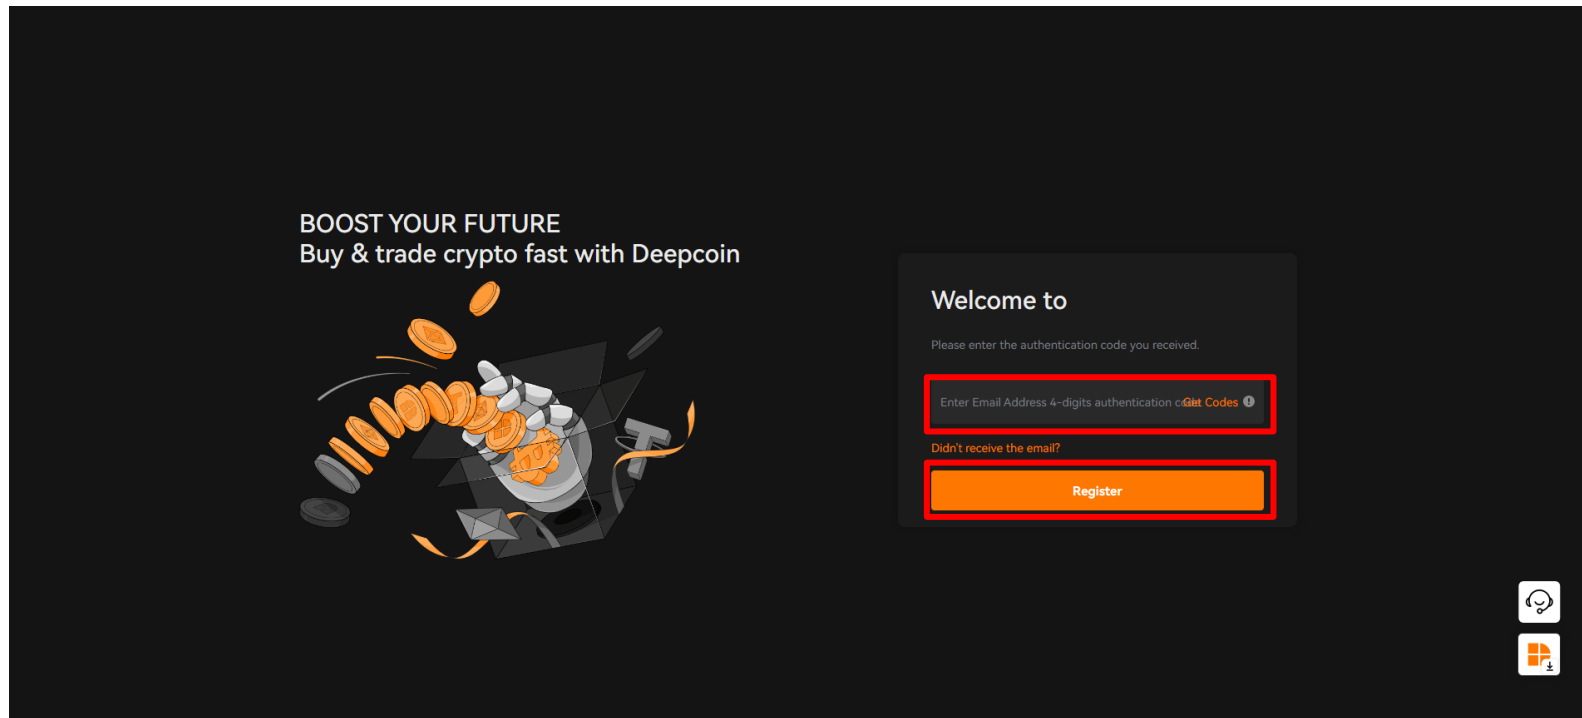 BOOST YOUR FUTURE
Buy & trade crypto fast with Deepcoin
Welcome to
Please enter the authentication code you received.
Enter Email Address 4-digits authentication code Get Codes
Didn't receive the email?
Register